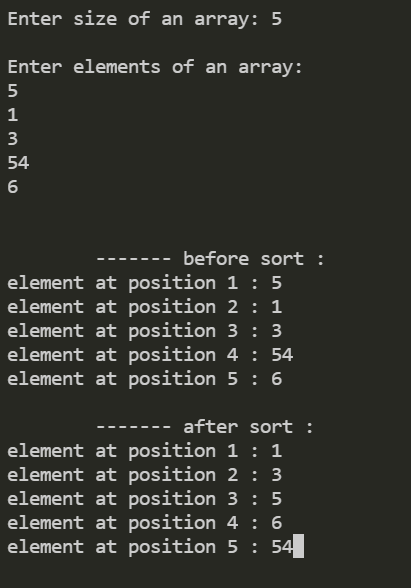 Enter size of an array: 5
Enter elements of an array:
5
1
3
54
6
------- before sort :
element at position 1 : 5
element at position 2 : 1
element at position 3 : 3
element at position 4 : 54
element at position 5 : 6
------- after sort :
element at position 1 : 1
element at position 2 : 3
element at position 3 : 5
element at position 4 : 6
element at position 5 : 54